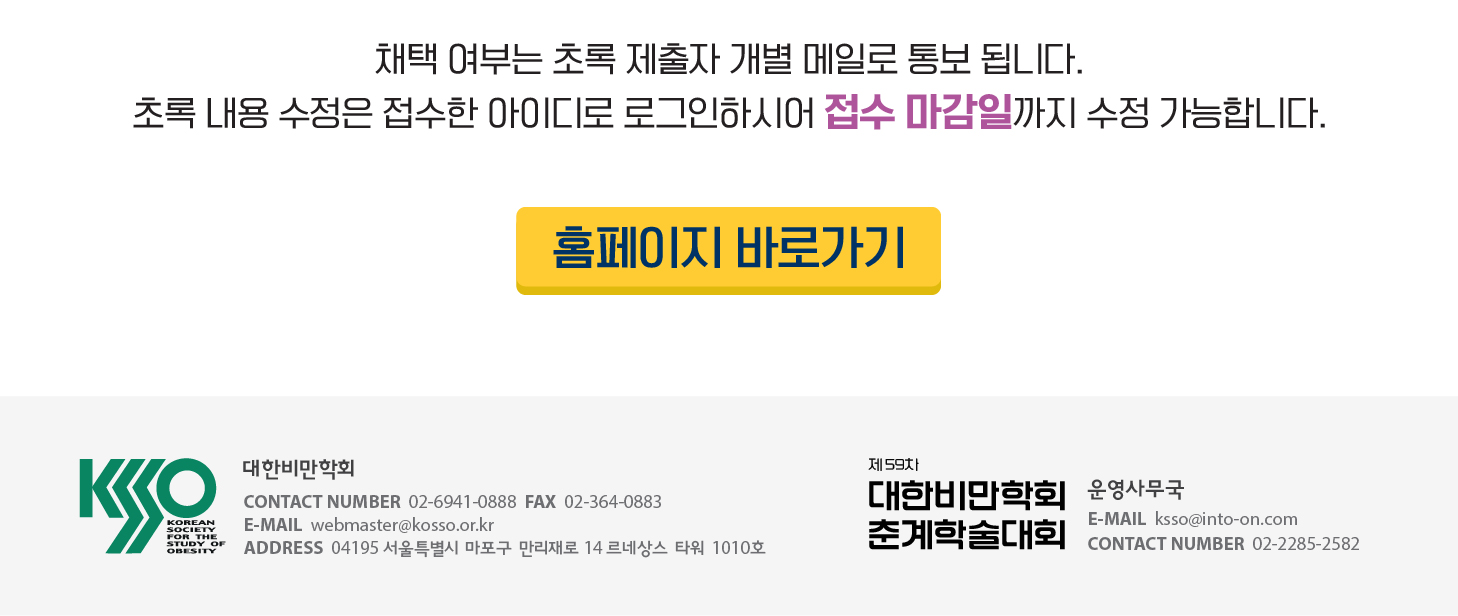 채택 여부는 초록 제출자 개별 메일로 통보 됩니다.
초록 내용 수정은 접수한 아이디로 로그인하시어 접수 마감일까지 수정 가능합니다.
홈페이지 바로가기
KSSO
KOREAN
SOCIETY
FOR THE
STUDY OF
OBESITY
대한비만학회
CONTACT NUMBER 02-6941-0888 FAX 02-364-0883
E-MAIL webmaster@kosso.or.kr
ADDRESS 04195 서울특별시 마포구 만리재로 14 르네상스 타워 1010호
제 59차
대한비만학회
춘계학술대회
운영사무국
E-MAIL ksso@into-on.com
CONTACT NUMBER 02-2285-2582